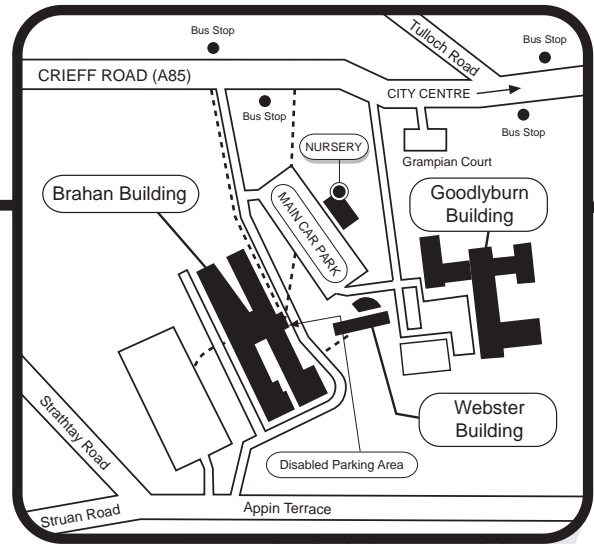 Tulloch Road
Bus Stop
Bus Stop
CRIEFF ROAD (A85)
CITY CENTRE
Bus Stop
Bus Stop
NURSERY
Grampian Court
Brahan Building
Goodlyburn
Building
MAIN CAR PARK
Webster
Building
Strathtay Road
Disabled Parking Area
Struan Road
Appin Terrace